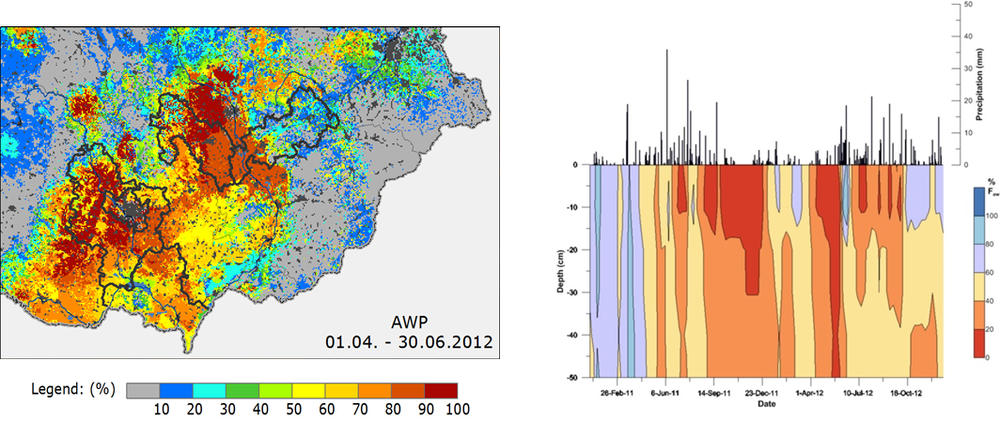 AWP
01.04. - 30.06.2012
Legend: (%)
10 20 30 40 50 60 70 80 90 100
50
40
30
20
10
0
Precipitation (mm)
0
-10
-20
-30
-40
-50
Depth (cm)
26-Feb-11 6-Jun-11 14-Sep-11 23-Dec-11 1-Apr-12 10-Jul-12 18-Oct-12
Date
%
100
80
60
40
20
0